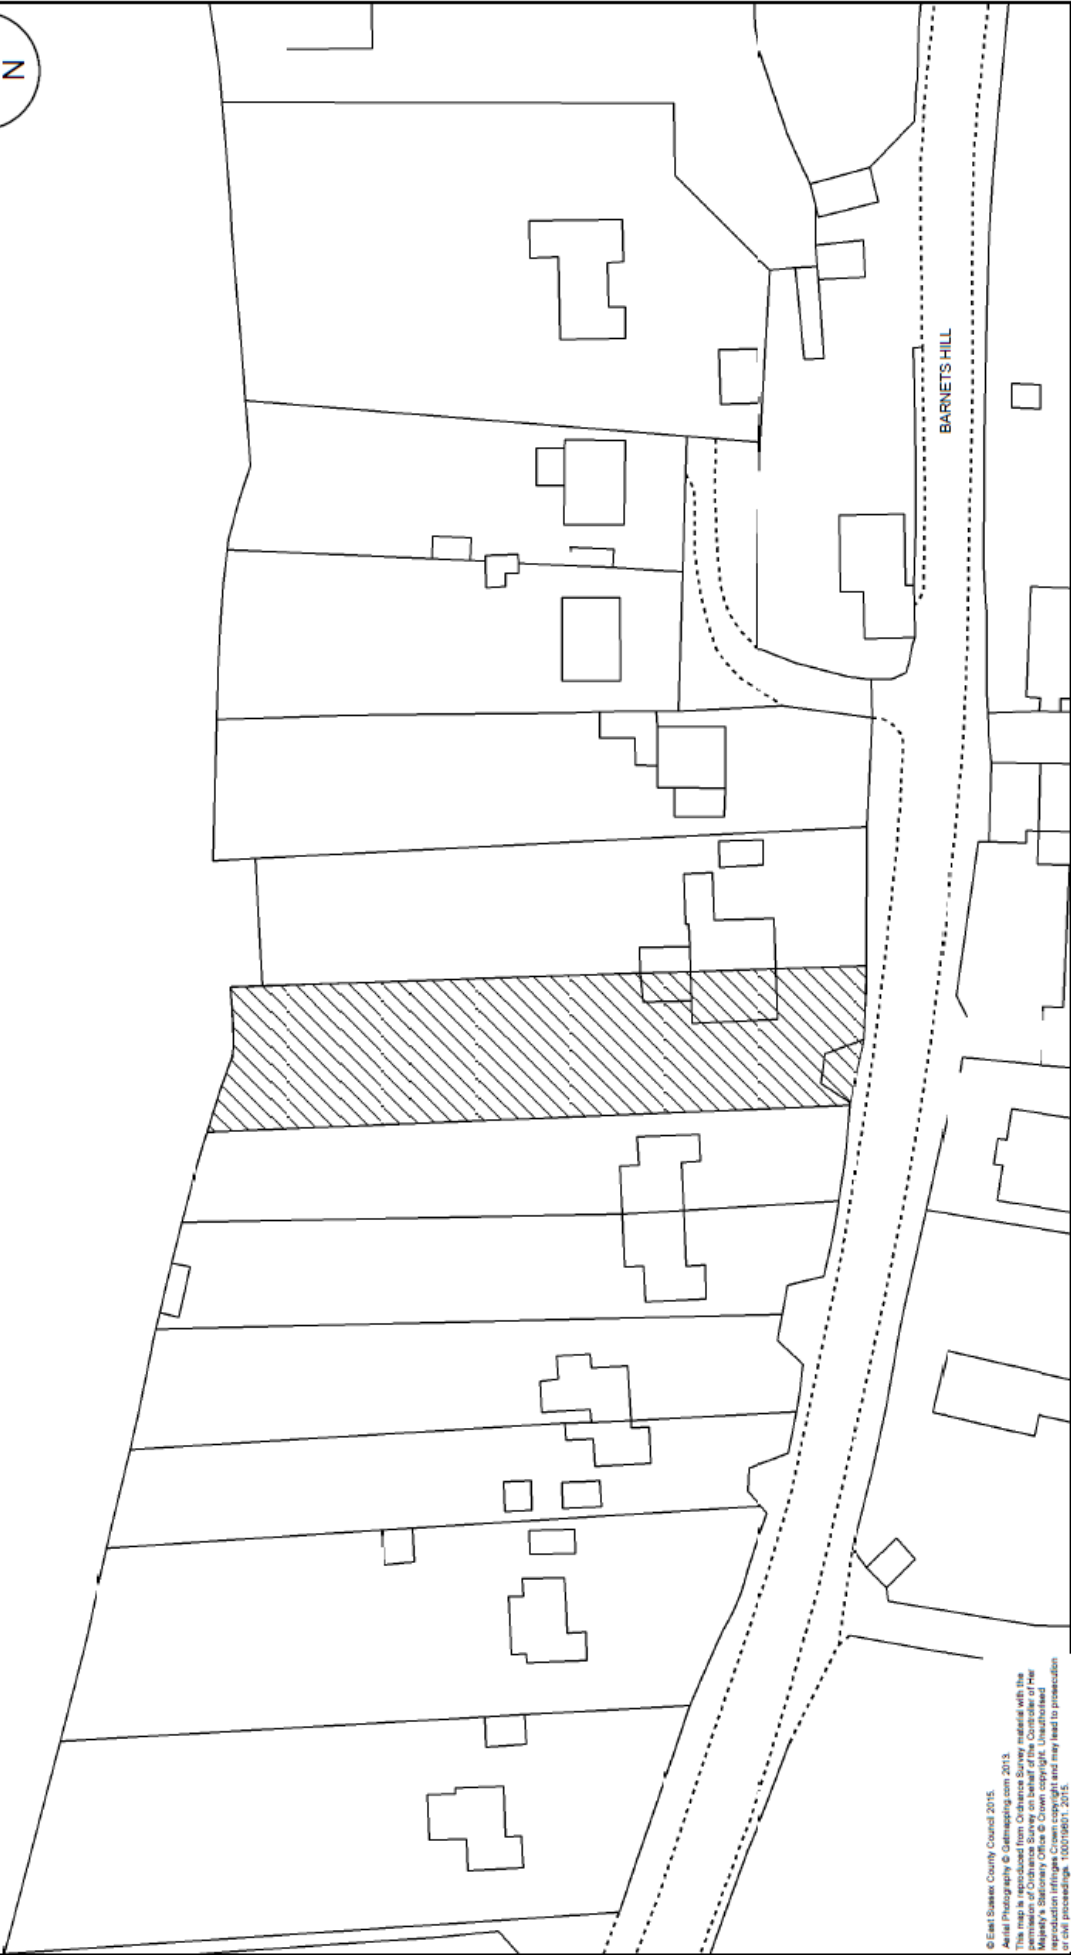 N
BARNETS HILL
© East Sussex County Council 2015.
Aerial Photography © Getmapping.com 2013.
This map is reproduced from Ordnance Survey material with the
permission of Ordnance Survey on behalf of the Controller of Her
Majesty's Stationery Office © Crown copyright. Unauthorised
reproduction infringes Crown copyright and may lead to prosecution
or civil proceedings. 100019601, 2015.